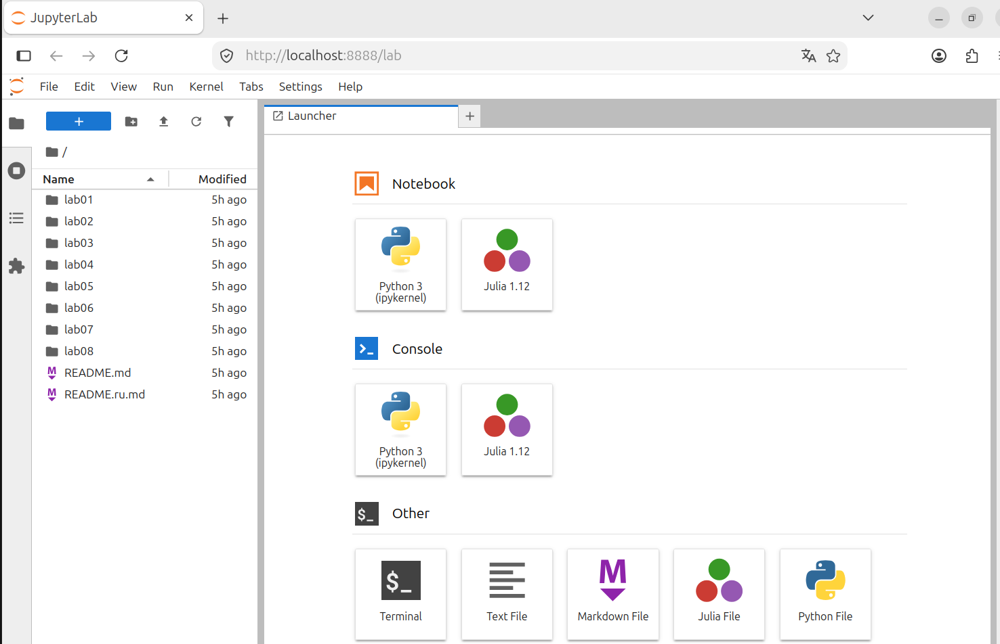 JupyterLab
http://localhost:8888/lab
File Edit View Run Kernel Tabs Settings Help
Launcher
/
Name Modified
lab01 5h ago
lab02 5h ago
lab03 5h ago
lab04 5h ago
lab05 5h ago
lab06 5h ago
lab07 5h ago
lab08 5h ago
README.md 5h ago
README.ru.md 5h ago
Notebook
Python 3
(ipykernel)
Julia 1.12
Console
Python 3
(ipykernel)
Julia 1.12
$_ Other
$_
Terminal
Text File
M
Markdown File
Julia File
Python File